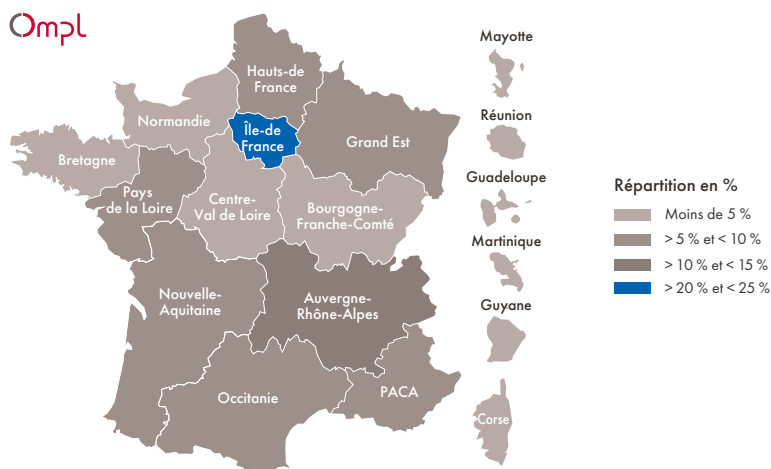 Ompl
Hauts-de
France
Normandie
Île-de
France
Grand Est
Bretagne
Pays
de la Loire
Centre-
Val de Loire
Bourgogne-
Franche-Comté
Nouvelle-
Aquitaine
Auvergne-
Rhône-Alpes
Occitanie
PACA
Mayotte
Réunion
Guadeloupe
Martinique
Guyane
Corse
Répartition en %
Moins de 5 %
> 5 % et < 10 %
> 10 % et < 15 %
> 20 % et < 25 %